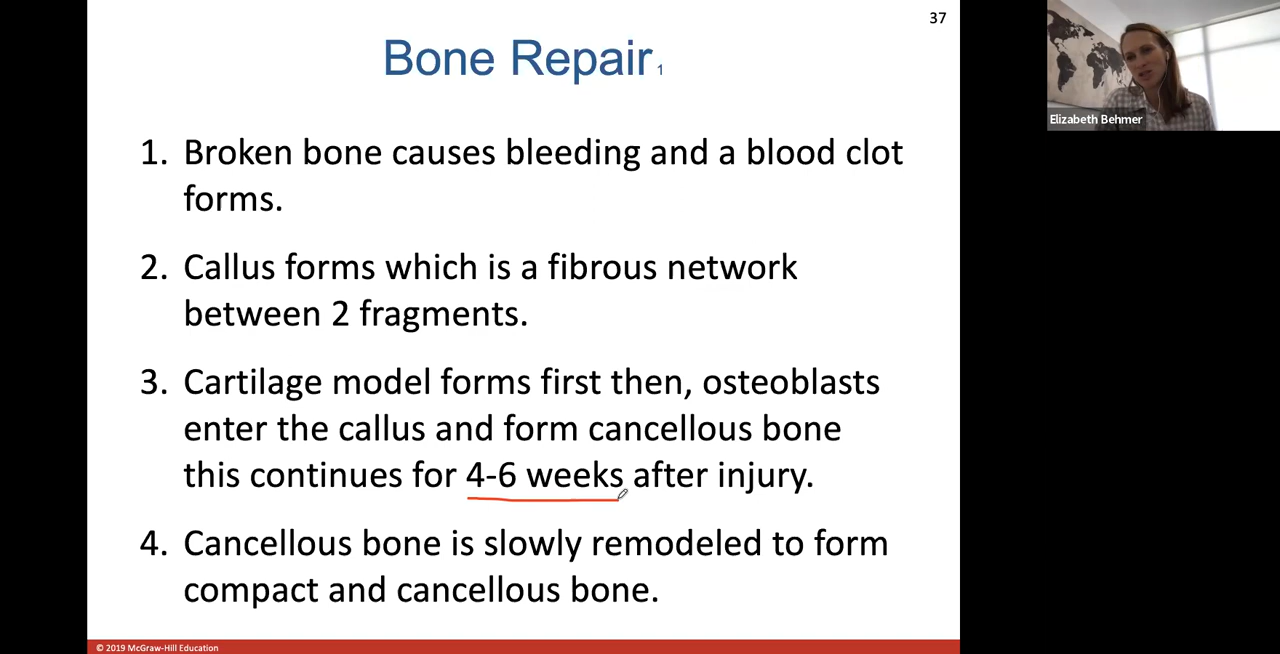 37
Bone Repair 1
1. Broken bone causes bleeding and a blood clot
forms.
2. Callus forms which is a fibrous network
between 2 fragments.
3. Cartilage model forms first then, osteoblasts
enter the callus and form cancellous bone
this continues for 4-6 weeks after injury.
4. Cancellous bone is slowly remodeled to form
compact and cancellous bone.
© 2019 McGraw-Hill Education
Elizabeth Behmer